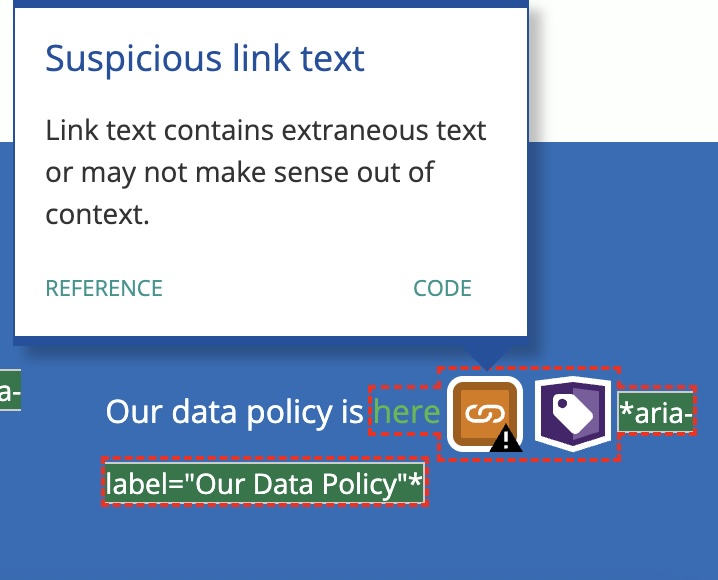 Suspicious link text
Link text contains extraneous text
or may not make sense out of
context.
REFERENCE CODE
a-
Our data policy is here *aria-
label="Our Data Policy"*